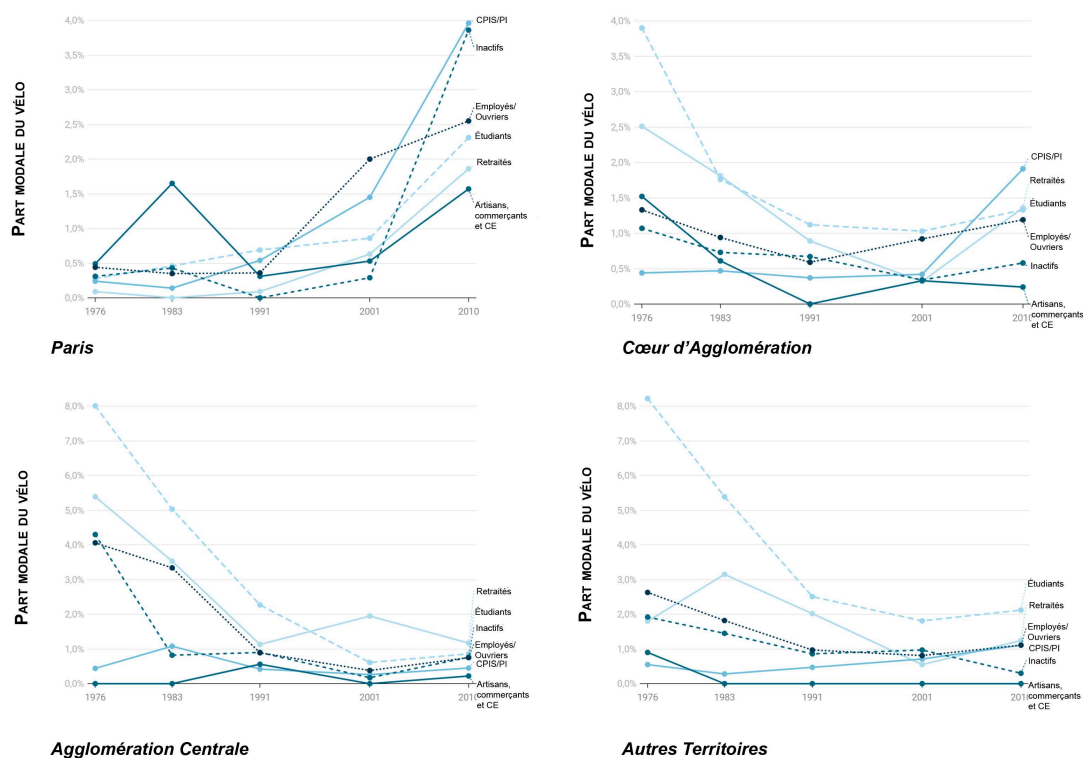 PART MODALE DU VÉLO
4,0%
3,5%
3,0%
2,5%
2,0%
1,5%
1,0%
0,5%
0,0%
1976
1983
1991
2001
2010
CPIS/PI
Inactifs
Employés/
Ouvriers
Étudiants
Retraités
Artisans,
commerçants
et CE
Paris
PART MODALE DU VÉLO
4,0%
3,5%
3,0%
2,5%
2,0%
1,5%
1,0%
0,5%
0,0%
1976
1983
1991
2001
2010
CPIS/PI
Retraités
Étudiants
Employés/
Ouvriers
Inactifs
Artisans,
commerçants
et CE
Cœur d'Agglomération
PART MODALE DU VÉLO
8,0%
7,0%
6,0%
5,0%
4,0%
3,0%
2,0%
1,0%
0,0%
1976
1983
1991
2001
2010
Retraités
Étudiants
Inactifs
Employés/
Ouvriers
CPIS/PI
Artisans,
commerçants
et CE
Agglomération Centrale
PART MODALE DU VÉLO
8,0%
7,0%
6,0%
5,0%
4,0%
3,0%
2,0%
1,0%
0,0%
1976
1983
1991
2001
2010
Étudiants
Retraités
Employés/
Ouvriers
CPIS/PI
Inactifs
Artisans,
commerçants
et CE
Autres Territoires